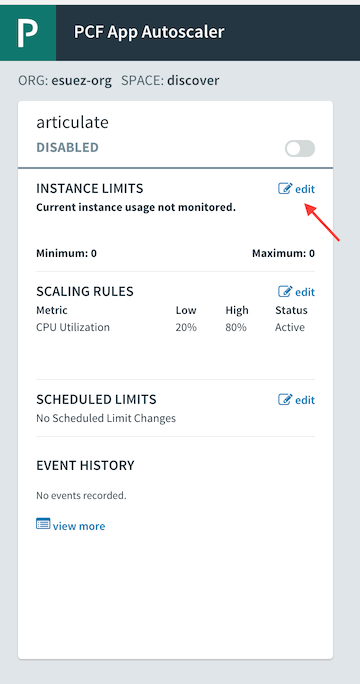 P PCF App Autoscaler
ORG: esuez-org SPACE: discover
articulate
DISABLED
INSTANCE LIMITS edit
Current instance usage not monitored.
Minimum: 0 Maximum: 0
SCALING RULES edit
Metric Low High Status
CPU Utilization 20% 80% Active
SCHEDULED LIMITS edit
No Scheduled Limit Changes
EVENT HISTORY
No events recorded.
view more